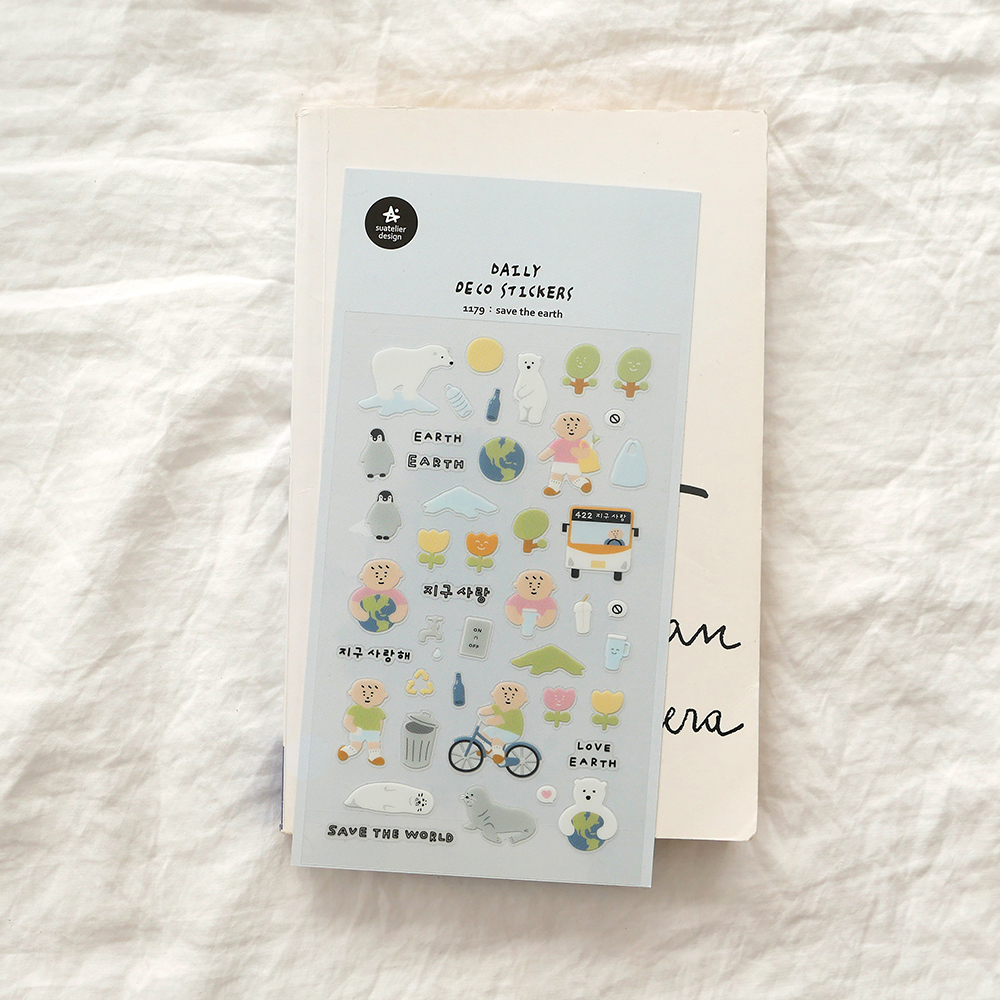 suatelier
design
DAILY
DECO STICKERS
1179 : save the earth
EARTH
EARTH
422 지구사랑
지구사랑
ON
OFF
지구사랑해
LOVE
EARTH
SAVE THE WORLD